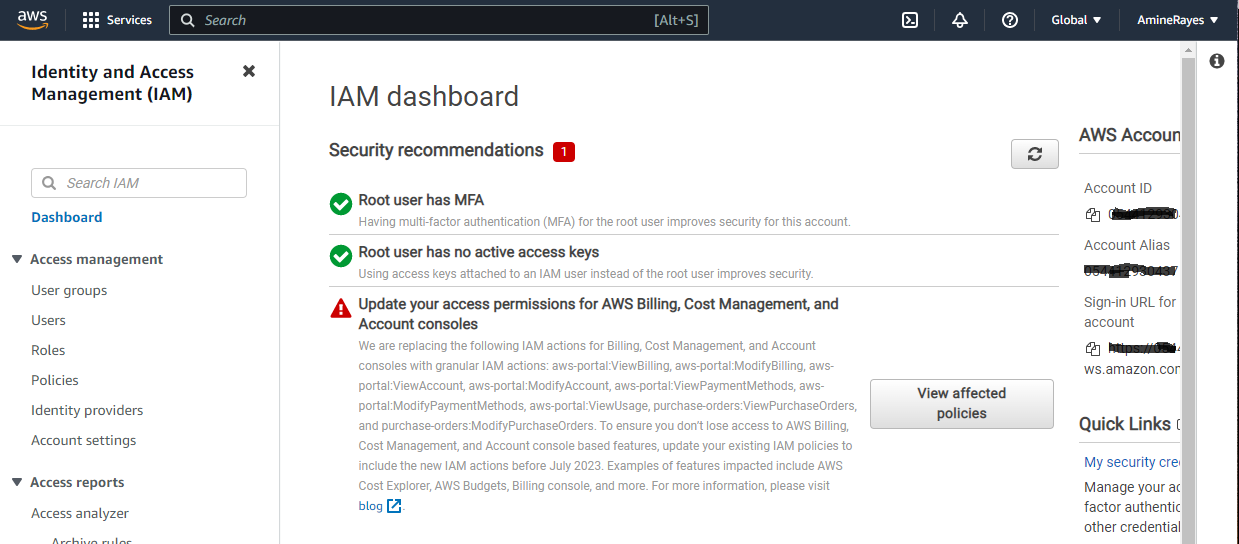 aws
Services
Search
[Alt+S]
Global
AmineRayes
Identity and Access
Management (IAM)
Search IAM
Dashboard
Access management
User groups
Users
Roles
Policies
Identity providers
Account settings
Access reports
Access analyzer
Archive rules
IAM dashboard
Security recommendations 1
Root user has MFA
Having multi-factor authentication (MFA) for the root user improves security for this account.
Root user has no active access keys
Using access keys attached to an IAM user instead of the root user improves security.
Update your access permissions for AWS Billing, Cost Management, and
Account consoles
We are replacing the following IAM actions for Billing, Cost Management, and Account
consoles with granular IAM actions: aws-portal:ViewBilling, aws-portal:ModifyBilling, aws-
portal:ViewAccount, aws-portal:ModifyAccount, aws-portal:ViewPaymentMethods, aws-
portal:ModifyPaymentMethods, aws-portal:ViewUsage, purchase-orders:ViewPurchaseOrders,
and purchase-orders:ModifyPurchaseOrders. To ensure you don't lose access to AWS Billing,
Cost Management, and Account console based features, update your existing IAM policies to
include the new IAM actions before July 2023. Examples of features impacted include AWS
Cost Explorer, AWS Budgets, Billing console, and more. For more information, please visit
blog .
View affected
policies
AWS Accoun
Account ID
Account Alias
Sign-in URL for
account
ws.amazon.con
Quick Links
My security cre
Manage your ac
factor authentic
other credential